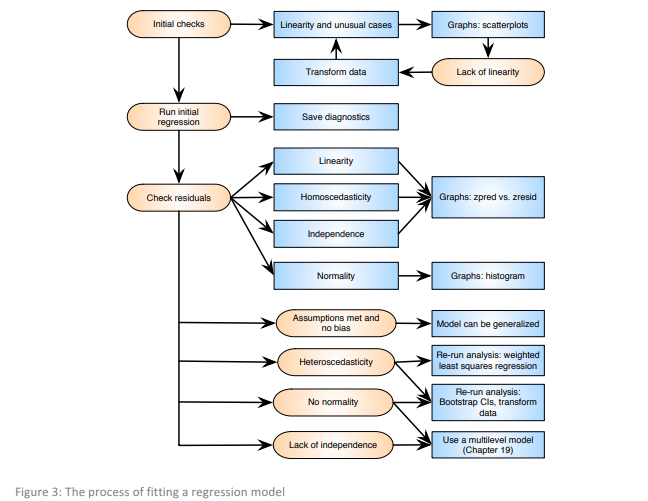 Initial checks
Linearity and unusual cases
Graphs: scatterplots
Transform data
Lack of linearity
Run initial
regression
Save diagnostics
Linearity
Check residuals
Homoscedasticity
Graphs: zpred vs. zresid
Independence
Normality
Graphs: histogram
Assumptions met and
no bias
Model can be generalized
Heteroscedasticity
Re-run analysis: weighted
least squares regression
No normality
Re-run analysis:
Bootstrap CIs, transform
data
Lack of independence
Use a multilevel model
(Chapter 19)
Figure 3: The process of fitting a regression model